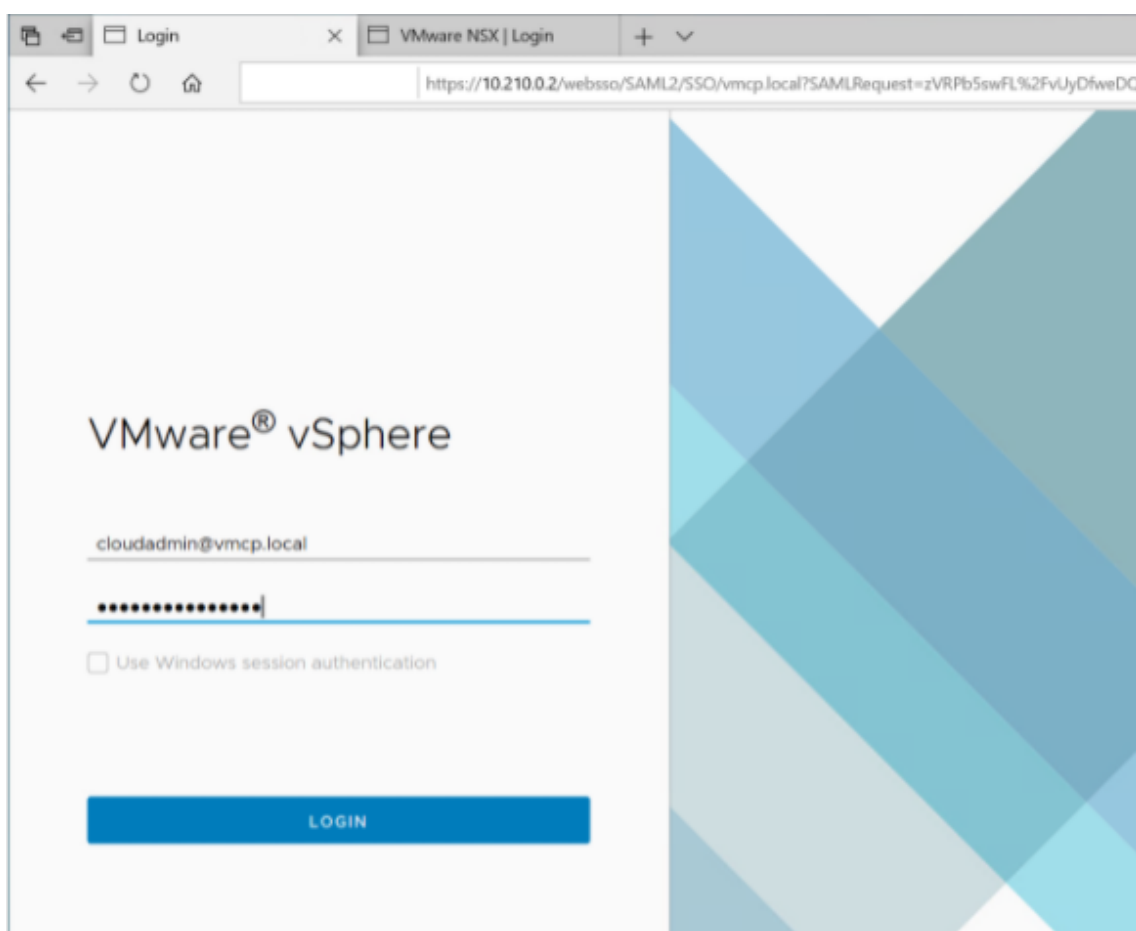 Login
VMware NSX | Login
https://10.210.0.2/websso/SAML2/SSO/vmcp.local?SAMLRequest=zVRPb5swFL%2FvUyDfweDC
VMware® vSphere
cloudadmin@vmcp.local
Use Windows session authentication
LOGIN